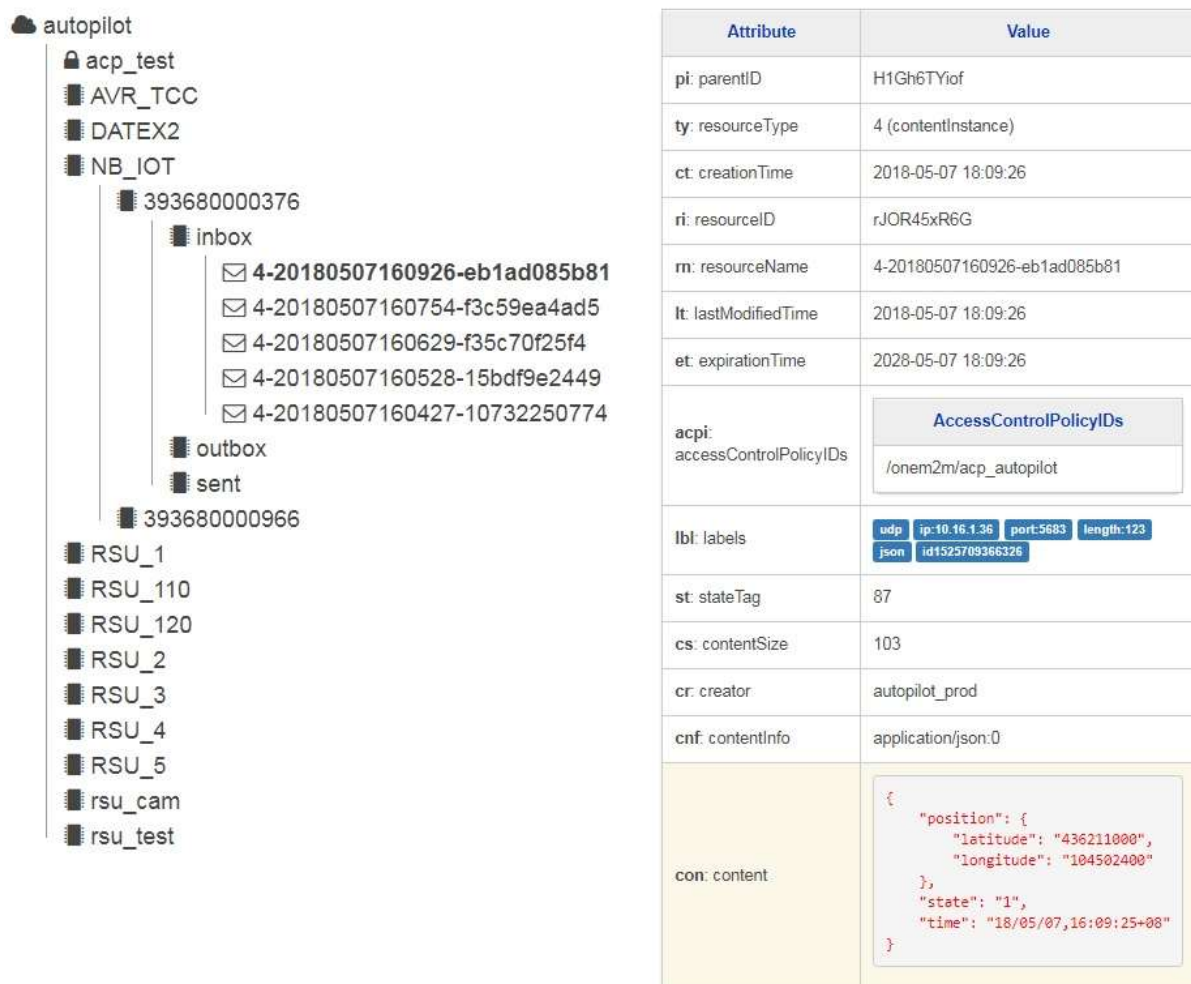 autopilot
acp_test
AVR_TCC
DATEX2
NB_IOT
393680000376
inbox
4-20180507160926-eb1ad085b81
4-20180507160754-f3c59ea4ad5
4-20180507160629-f35c70f25f4
4-20180507160528-15bdf9e2449
4-20180507160427-10732250774
outbox
sent
393680000966
RSU_1
RSU_110
RSU_120
RSU_2
RSU_3
RSU_4
RSU_5
rsu_cam
rsu_test
Attribute Value
pi: parentID H1Gh6TYiof
ty: resourceType 4 (contentInstance)
ct: creationTime 2018-05-07 18:09:26
ri: resourceID rJOR45xR6G
rn: resourceName 4-20180507160926-eb1ad085b81
lt: lastModifiedTime 2018-05-07 18:09:26
et: expirationTime 2028-05-07 18:09:26
acpi:
accessControlPolicyIDs
AccessControlPolicyIDs
/onem2m/acp_autopilot
lbl: labels
udp ip:10.16.1.36 port:5683 length:123
json id1525709366326
st: stateTag 87
cs: contentSize 103
cr: creator autopilot_prod
cnf: contentInfo application/json:0
con: content
{
"position": {
"latitude": "436211000",
"longitude": "104502400"
},
"state": "1",
"time": "18/05/07,16:09:25+08"
}